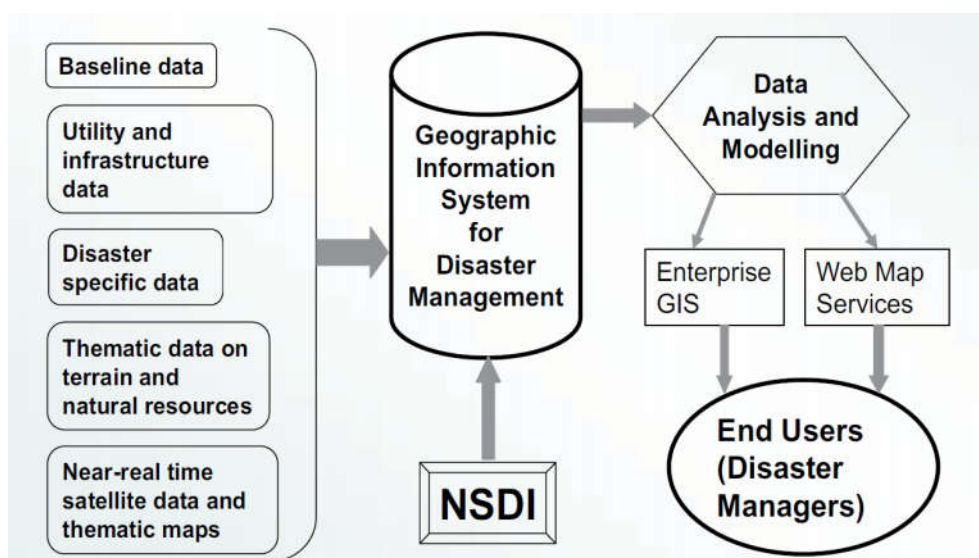 Baseline data
Utility and
infrastructure
data
Disaster
specific data
Thematic data on
terrain and
natural resources
Near-real time
satellite data and
thematic maps
Geographic
Information
System
for
Disaster
Management
NSDI
Data
Analysis and
Modelling
Enterprise
GIS
Web Map
Services
End Users
(Disaster
Managers)